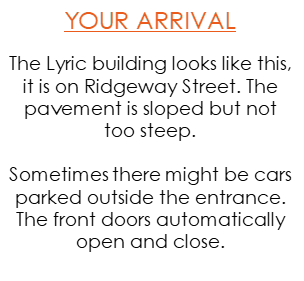 YOUR ARRIVAL
The Lyric building looks like this,
it is on Ridgeway Street. The
pavement is sloped but not
too steep.
Sometimes there might be cars
parked outside the entrance.
The front doors automatically
open and close.